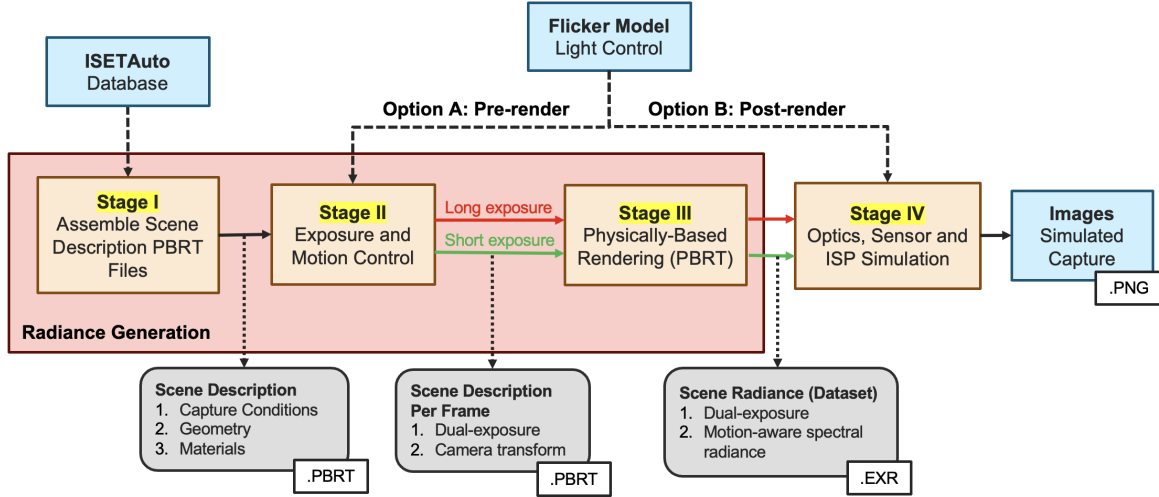 Flicker Model
Light Control
ISETAuto
Database
Option A: Pre-render
Option B: Post-render
Stage I
Assemble Scene
Description PBRT
Files
Stage II
Exposure and
Motion Control
Long exposure
Short exposure
Stage III
Physically-Based
Rendering (PBRT)
Stage IV
Optics, Sensor and
ISP Simulation
Images
Simulated
Capture
.PNG
Radiance Generation
Scene Description
1. Capture Conditions
2. Geometry
3. Materials
.PBRT
Scene Description
Per Frame
1. Dual-exposure
2. Camera transform
.PBRT
Scene Radiance (Dataset)
1. Dual-exposure
2. Motion-aware spectral
radiance
.EXR